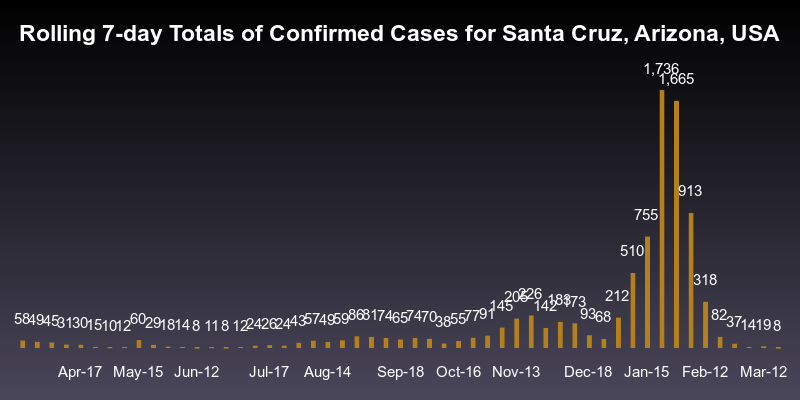 Rolling 7-day Totals of Confirmed Cases for Santa Cruz, Arizona, USA
1,736
1,665
913
755
510
318
212
205 226
145 142 183 173
58 49 45 31 30 15 10 12 60 29 18 14 8 11 8 12 24 26 24 43 57 49 59 86 81 74 65 74 70 38 55 77 91 93 68 82 37 14 19 8
Apr-17 May-15 Jun-12 Jul-17 Aug-14 Sep-18 Oct-16 Nov-13 Dec-18 Jan-15 Feb-12 Mar-12